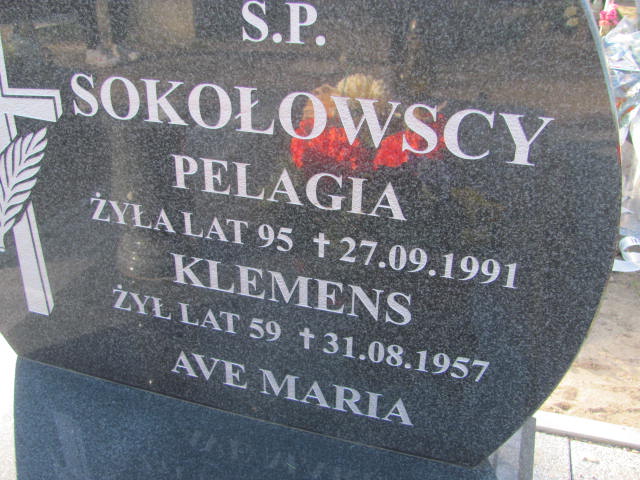 S.P.
SOKOŁOWSCY
PELAGIA
ŻYŁA LAT 95 † 27.09.1991
KLEMENS
ŻYŁ LAT 59 † 31.08.1957
AVE MARIA